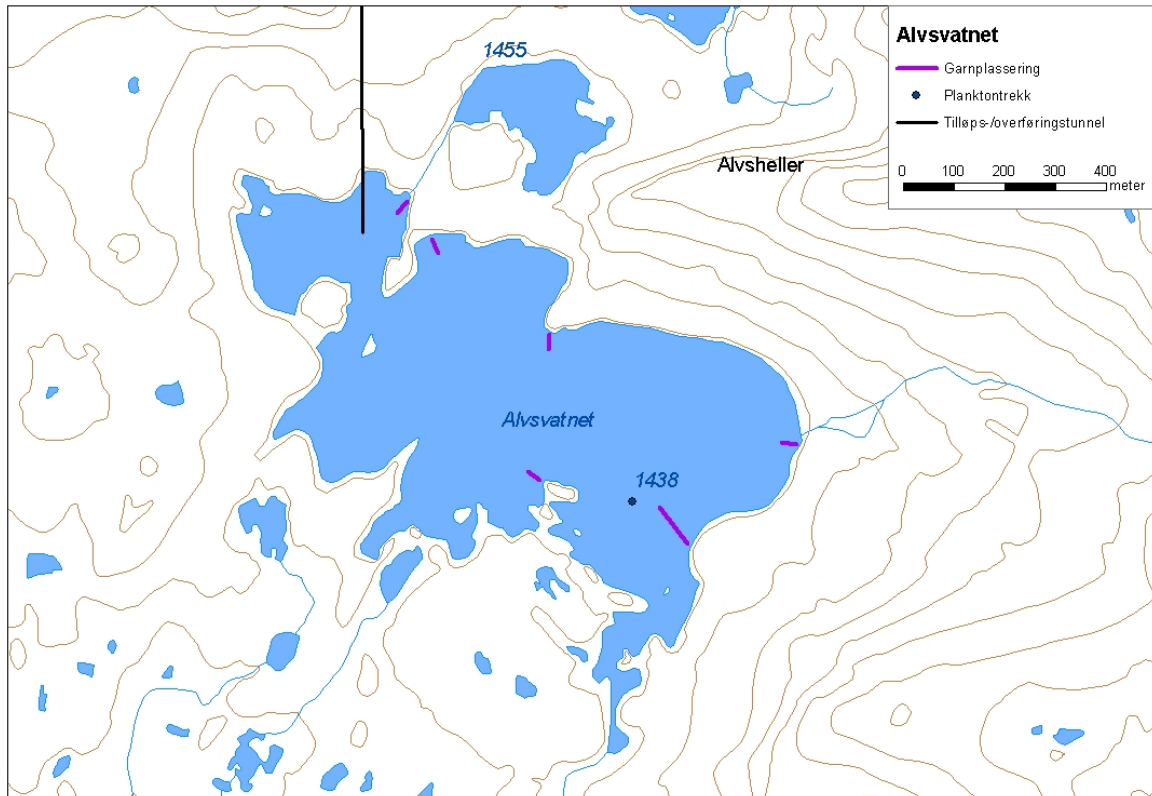 Alvsvatnet
Garnplassering
Planktontrekk
Tilløps-/overføringstunnel
0 100 200 300 400
meter
1455
Alvsheller
Alvsvatnet
1438